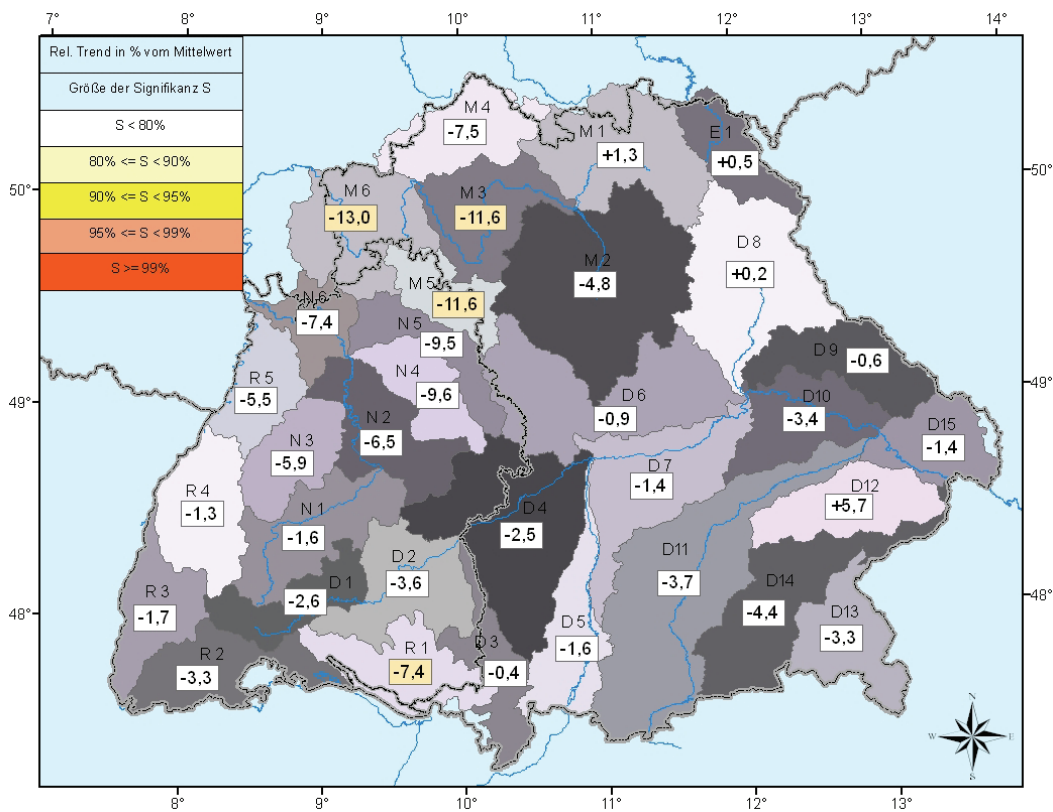 7° 8° 9° 10° 11° 12° 13° 14°
Rel. Trend in % vom Mittelwert
Größe der Signifikanz S
S < 80%
80% <= S < 90%
90% <= S < 95%
95% <= S < 99%
S >= 99%
M 4
-7,5
M 1
+1,3
E 1
+0,5
50°
50°
M 6
-13,0
M 3
-11,6
D 8
+0,2
M 2
-4,8
M 5
-11,6
N 6
-7,4
N 5
-9,5
D 9
-0,6
N 4
-9,6
R 5
-5,5
49°
49°
D 6
-0,9
D10
-3,4
N 2
-6,5
D15
-1,4
N 3
-5,9
D 7
-1,4
R 4
-1,3
D12
+5,7
N 1
-1,6
D 4
-2,5
D 2
-3,6
D11
-3,7
D 1
-2,6
D14
-4,4
R 3
-1,7
48°
48°
D13
-3,3
D 5
-1,6
D 3
-0,4
R 1
-7,4
R 2
-3,3
N
W E
S
8° 9° 10° 11° 12° 13°